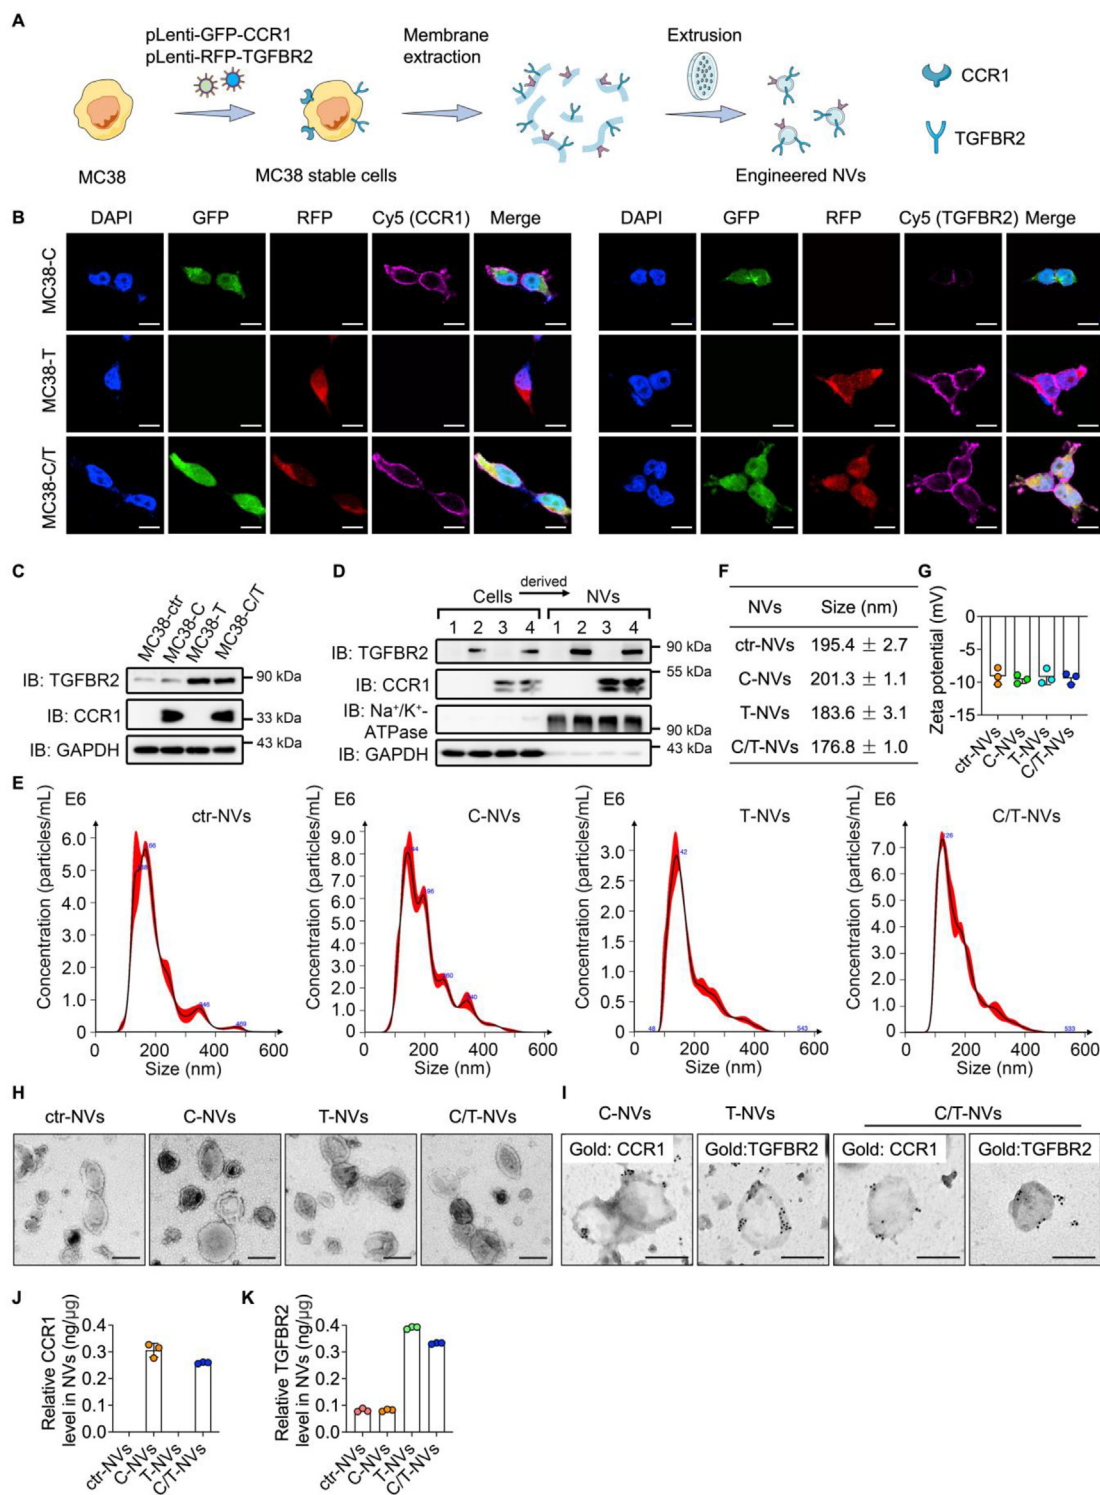 A
pLenti-GFP-CCR1
pLenti-RFP-TGFBR2
Membrane
extraction
Extrusion
CCR1
TGFBR2
MC38
MC38 stable cells
Engineered NVs
B
DAPI GFP RFP Cy5 (CCR1) Merge
DAPI GFP RFP Cy5 (TGFBR2) Merge
MC38-C
MC38-T
MC38-C/T
C
MC38-ctr
MC38-C
MC38-T
MC38-C/T
IB: TGFBR2
90 kDa
IB: CCR1
33 kDa
IB: GAPDH
43 kDa
D
derived
Cells NVs
1 2 3 4 1 2 3 4
IB: TGFBR2
90 kDa
55 kDa
IB: CCR1
IB: Na⁺/K⁺-
ATPase
90 kDa
IB: GAPDH
43 kDa
F
NVs Size (nm)
ctr-NVs 195.4 ± 2.7
C-NVs 201.3 ± 1.1
T-NVs 183.6 ± 3.1
C/T-NVs 176.8 ± 1.0
G
Zeta potential (mV)
0
-5
-10
-15
ctr-NVs
C-NVs
T-NVs
C/T-NVs
E
E6
ctr-NVs
Concentration (particles/mL)
6.0
5.0
4.0
3.0
2.0
1.0
0
0 200 400 600
Size (nm)
E6
C-NVs
Concentration (particles/mL)
9.0
8.0
7.0
6.0
5.0
4.0
3.0
2.0
1.0
0
0 200 400 600
Size (nm)
E6
T-NVs
Concentration (particles/mL)
3.0
2.5
2.0
1.5
1.0
0.5
0
48
543
0 200 400 600
Size (nm)
E6
C/T-NVs
Concentration (particles/mL)
7.0
6.0
5.0
4.0
3.0
2.0
1.0
0
533
0 200 400 600
Size (nm)
H
ctr-NVs C-NVs T-NVs C/T-NVs
I
C-NVs T-NVs C/T-NVs
Gold: CCR1
Gold:TGFBR2
Gold: CCR1
Gold:TGFBR2
J
Relative CCR1
level in NVs (ng/μg)
0.4
0.3
0.2
0.1
0.0
ctr-NVs
C-NVs
T-NVs
C/T-NVs
K
Relative TGFBR2
level in NVs (ng/μg)
0.4
0.3
0.2
0.1
0.0
ctr-NVs
C-NVs
T-NVs
C/T-NVs